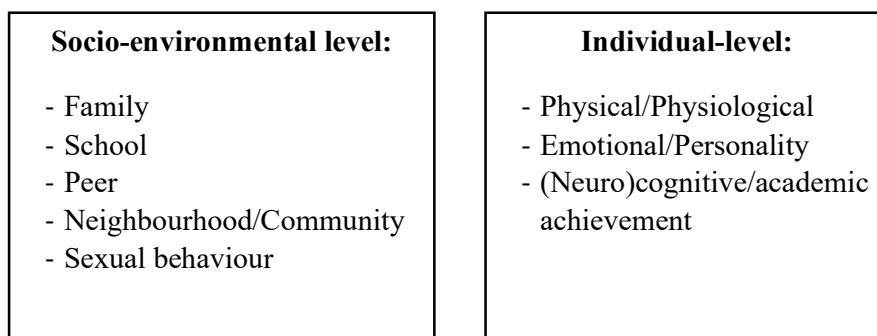 Socio-environmental level:
- Family
- School
- Peer
- Neighbourhood/Community
- Sexual behaviour
Individual-level:
- Physical/Physiological
- Emotional/Personality
- (Neuro)cognitive/academic
achievement